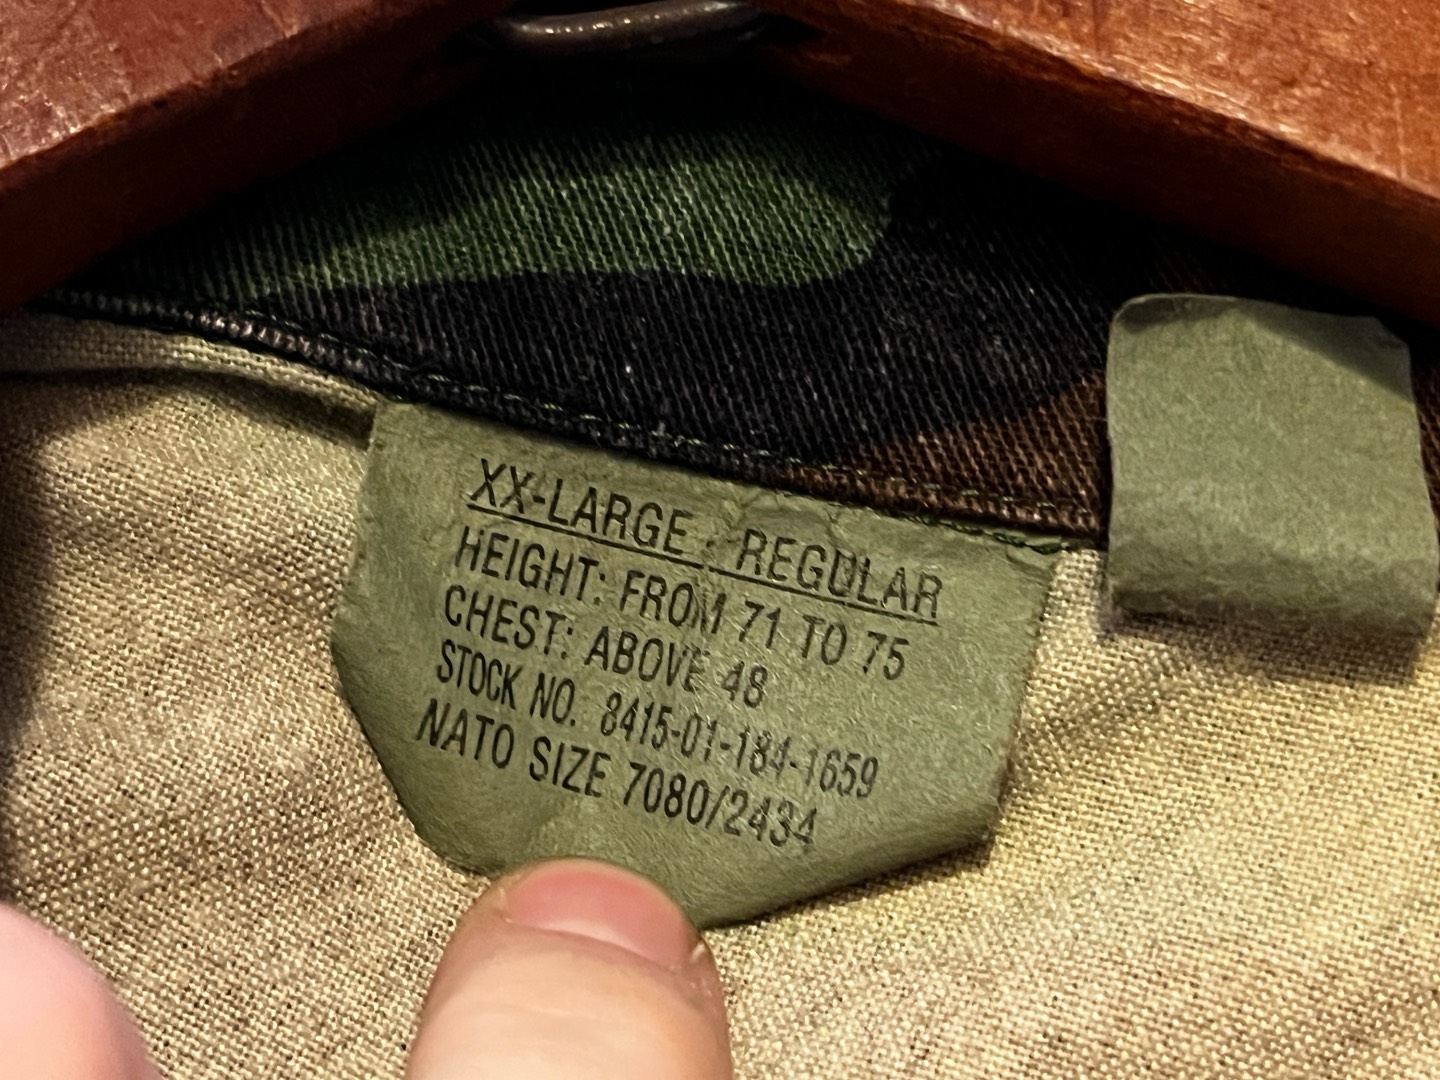 XX-LARGE - REGULAR
HEIGHT: FROM 71 TO 75
CHEST: ABOVE 48
STOCK NO. 8415-01-184-1659
NATO SIZE 7080/2434